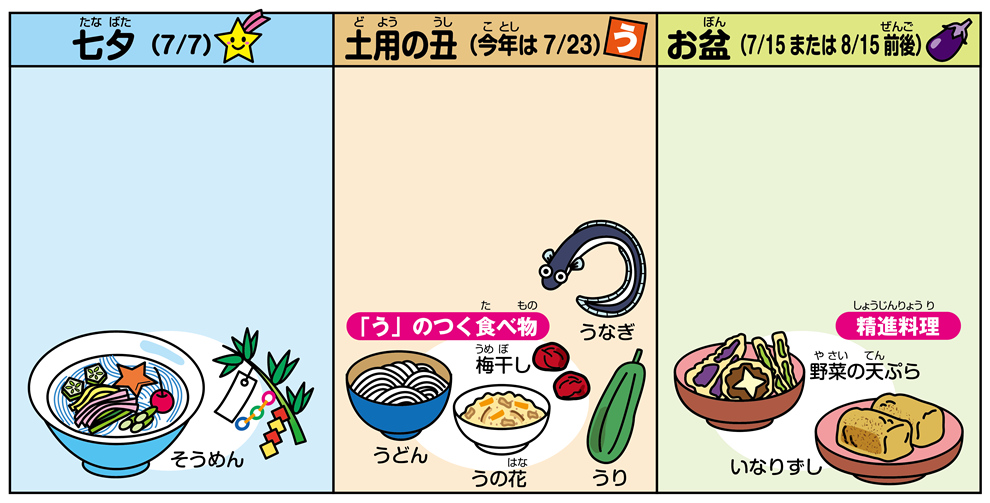 たな ばた
七夕 (7/7)
ど よう うし
こ とし
土用の丑 (今年は 7/23)
う
ぼん
ぜんご
お盆 (7/15 または 8/15 前後)
そうめん
うなぎ
た もの
「う」のつく食べ物
うめ ぼ
梅干し
うどん
はな
うの花
うり
しょうじんりょうり
精進料理
やさい てん
野菜の天ぷら
いなりずし